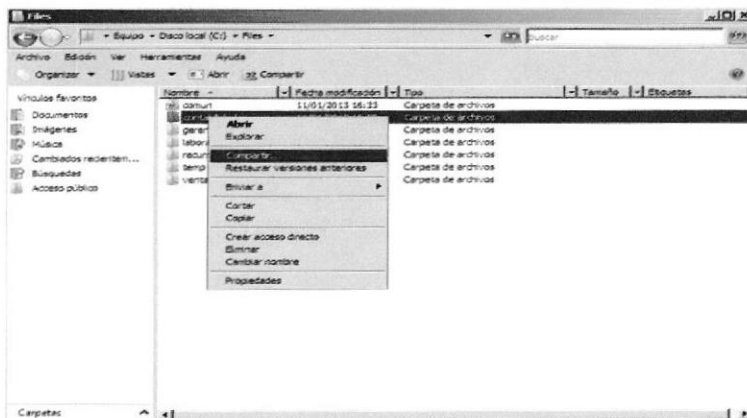 Files
Equipo Disco local (C:) Files
buscar
Archivo Edición Ver Herramientas Ayuda
Organizar Vistas Abrir Compartir
Vínculos favoritos
Documentos
Imágenes
Música
Cambiados recientem...
Búsquedas
Acceso público
Carpetas
Nombre Fecha modificación Tipo Tamaño Etiquetas
comun 11/01/2013 16:33 Carpeta de archivos
Carpeta de archivos
Carpeta de archivos
Carpeta de archivos
Carpeta de archivos
temp Carpeta de archivos
Carpeta de archivos
Abrir
Explorar
Compartir...
Restaurar versiones anteriores
Enviar a
Cortar
Copiar
Crear acceso directo
Eliminar
Cambiar nombre
Propiedades